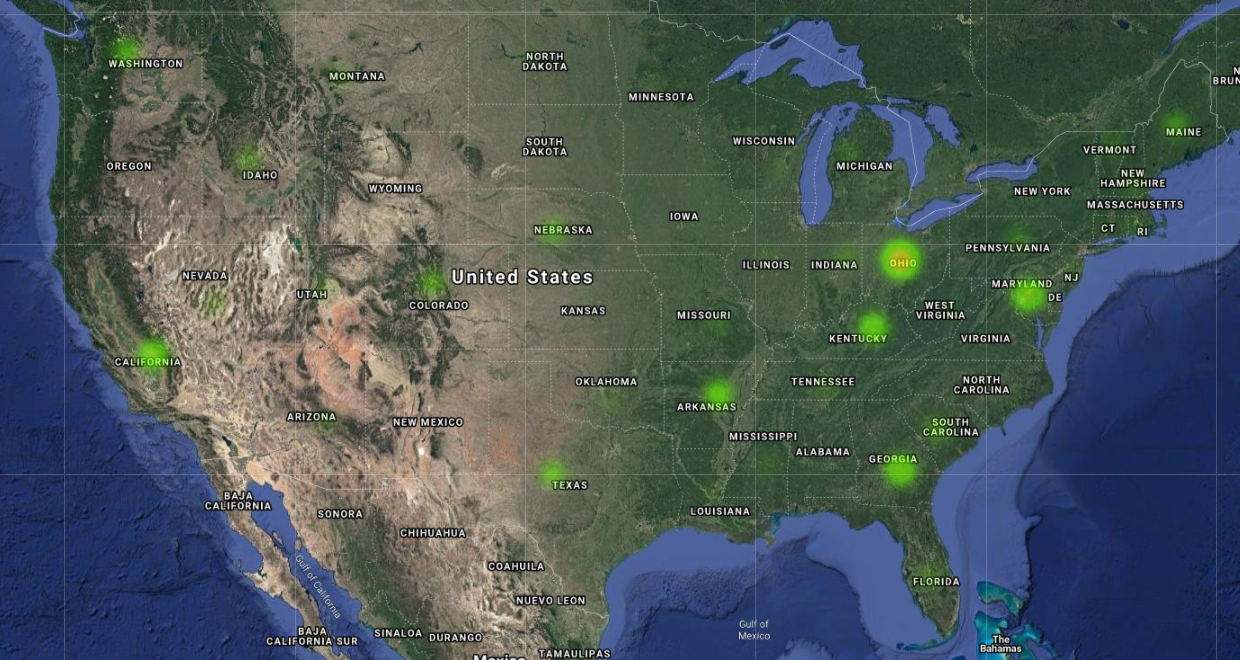 WASHINGTON
MONTANA
NORTH
DAKOTA
MINNESOTA
N
BRUN
MAINE
VERMONT
WISCONSIN
MICHIGAN
SOUTH
DAKOTA
OREGON
IDAHO
WYOMING
NEW YORK
NEW
HAMPSHIRE
MASSACHUSETTS
CT
RI
IOWA
NEBRASKA
PENNSYLVANIA
NEVADA
UTAH
COLORADO
United States
ILLINOIS
INDIANA
OHIO
MARYLAND
NJ
DE
KANSAS
MISSOURI
WEST
VIRGINIA
KENTUCKY
VIRGINIA
CALIFORNIA
OKLAHOMA
TENNESSEE
NORTH
CAROLINA
ARIZONA
NEW MEXICO
ARKANSAS
MISSISSIPPI
ALABAMA
SOUTH
CAROLINA
GEORGIA
TEXAS
BAJA
CALIFORNIA
SONORA
CHIHUAHUA
LOUISIANA
COAHUILA
Gulf of California
FLORIDA
NUEVO LEON
BAJA
CALIFORNIA SUR
SINALOA
DURANGO
Gulf of
Mexico
The
Bahamas
TAMAULIPAS
Mexico